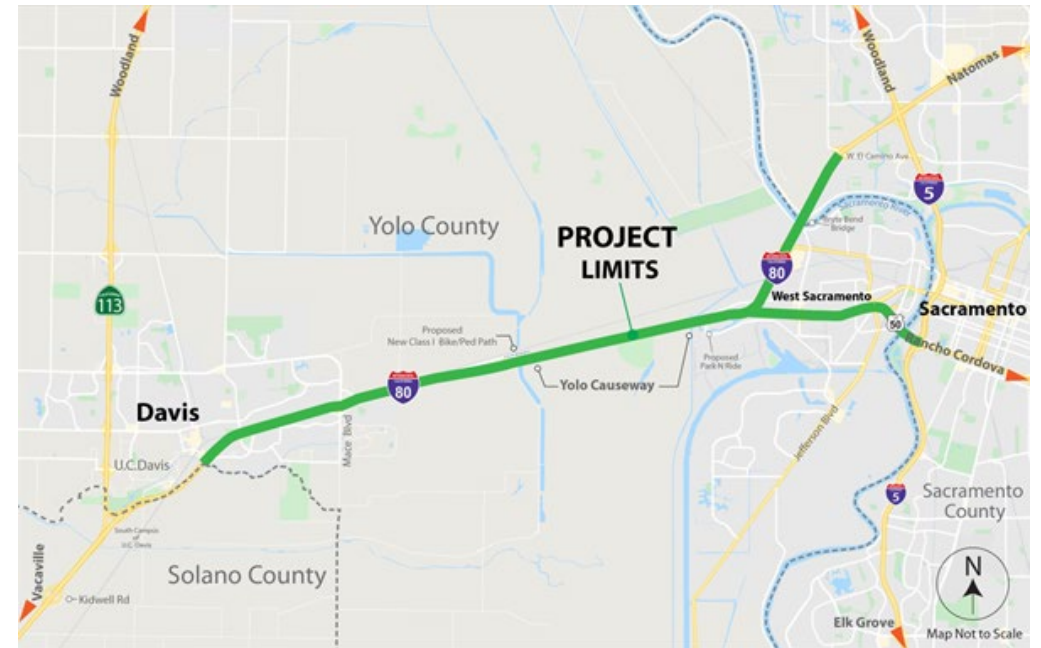 Woodland
Woodland
Natomas
W. El Camino Ave
5
Sacramento River
Bryte Bend
Bridge
Yolo County
PROJECT
LIMITS
80
113
West Sacramento
Sacramento
50
Rancho Cordova
Proposed
New Class I Bike/Ped Path
Proposed
Park N Ride
Yolo Causeway
80
Davis
Mace Blvd
Jefferson Blvd
U.C.Davis
5
Sacramento
County
South Campus
of
U.C. Davis
Solano County
Vacaville
Kidwell Rd
N
Elk Grove
Map Not to Scale